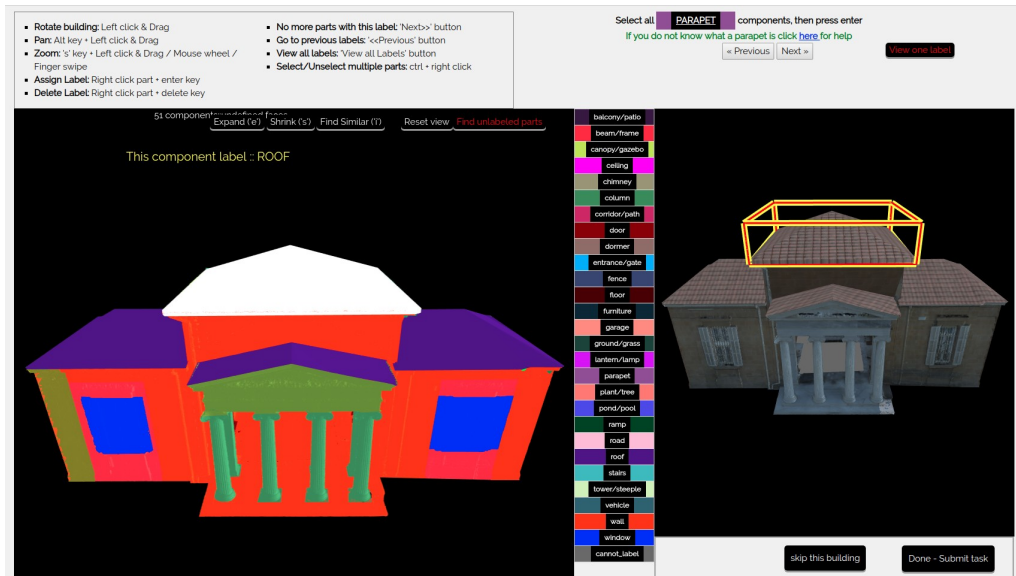 Rotate building: Left click & Drag
Pan: Alt key + Left click & Drag
Zoom: 's' key + Left click & Drag / Mouse wheel /
Finger swipe
Assign Label: Right click part + enter key
Delete Label: Right click part + delete key
No more parts with this label: 'Next>>' button
Go to previous labels: '<<Previous' button
View all labels: 'View all Labels' button
Select/Unselect multiple parts: ctrl + right click
Select all PARAPET components, then press enter
If you do not know what a parapet is click here for help
« Previous Next »
View one label
51 components:undefined faces
Expand ('e') Shrink ('s') Find Similar ('i') Reset view Find unlabeled parts
This component label :: ROOF
balcony/patio
beam/frame
canopy/gazebo
ceiling
chimney
column
corridor/path
door
dormer
entrance/gate
fence
floor
furniture
garage
ground/grass
lantern/lamp
parapet
plant/tree
pond/pool
ramp
road
roof
stairs
tower/steeple
vehicle
wall
window
cannot_label
skip this building
Done - Submit task